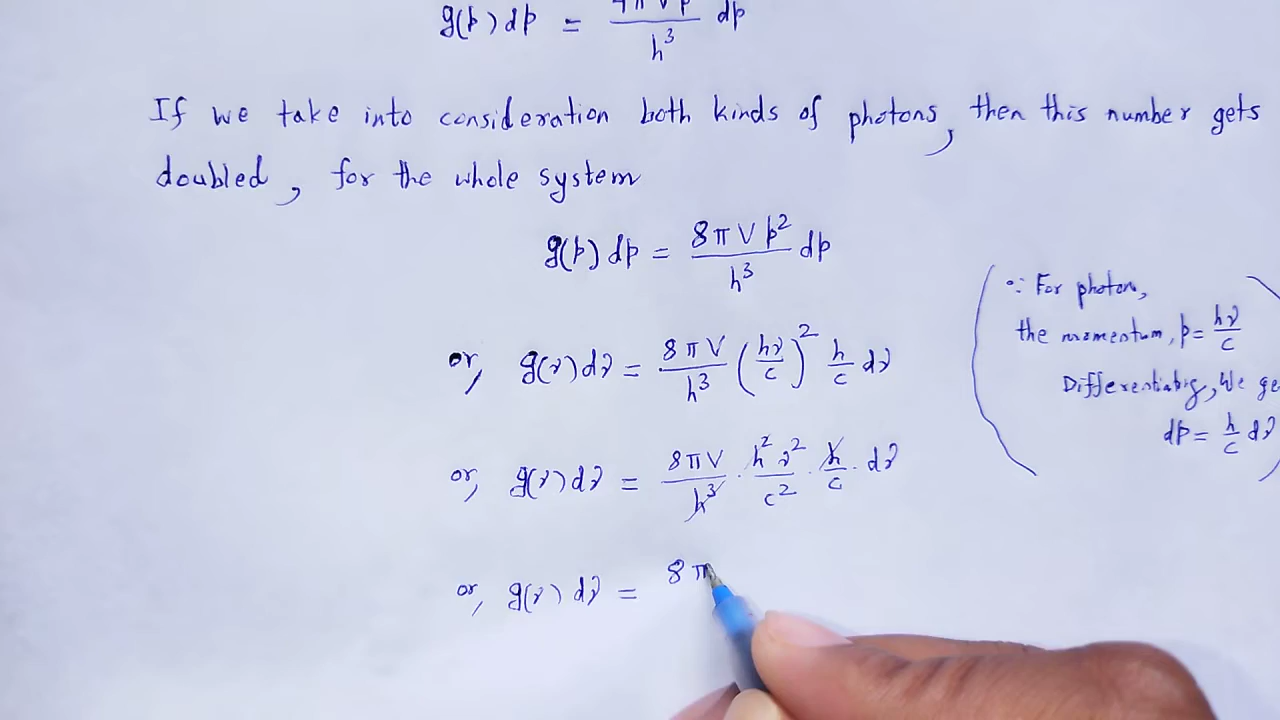 g(p) dp = 4πVp / h³ dp
If we take into consideration both kinds of photons, then this number gets
doubled, for the whole system
g(p) dp = 8πVp² / h³ dp
or, g(ν)dν = 8πV / h³ (hν / c)² h / c dν
or, g(ν)dν = 8πV / h³ · h²ν² / c² · h / c · dν
or, g(ν) dν = 8π
∵ For photon,
the momentum, p = hν / c
Differentiating, We ge
dp = h / c dν